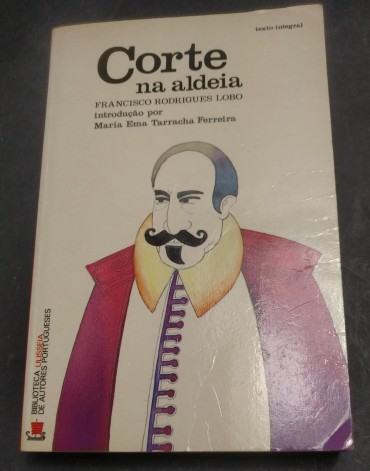 texto integral
Corte
na aldeia
FRANCISCO RODRIGUES LOBO
introdução por
Maria Ema Tarracha Ferreira
BIBLIOTECA ULISSEIA
DE AUTORES PORTUGUESES